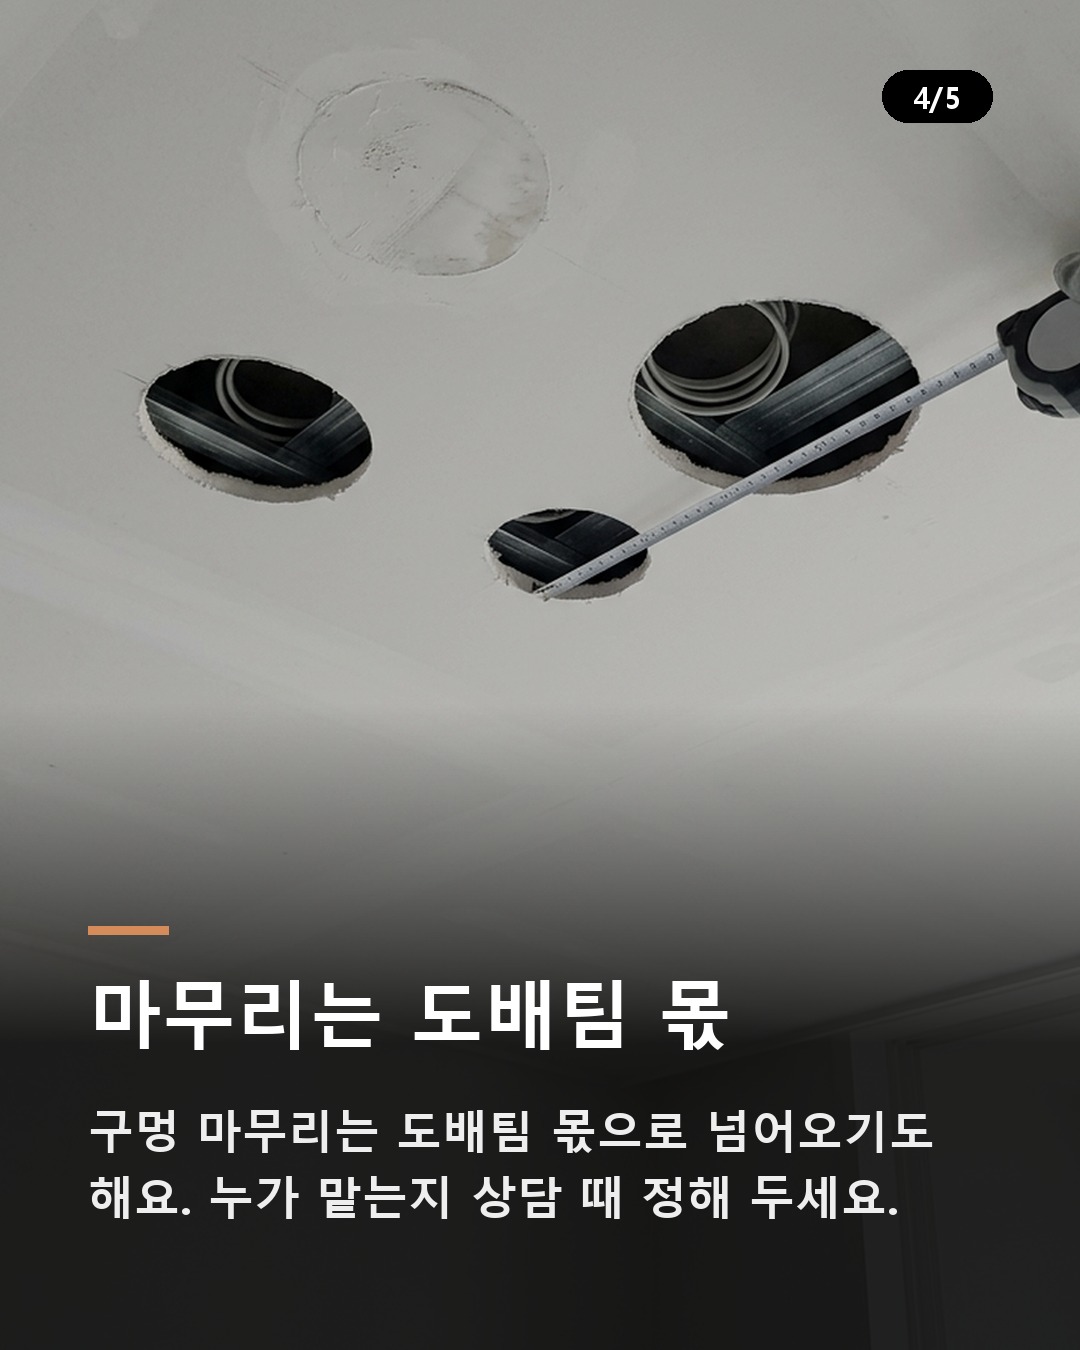 4/5
마무리는 도배팀 몫
구멍 마무리는 도배팀 몫으로 넘어오기도
해요. 누가 맡는지 상담 때 정해 두세요.